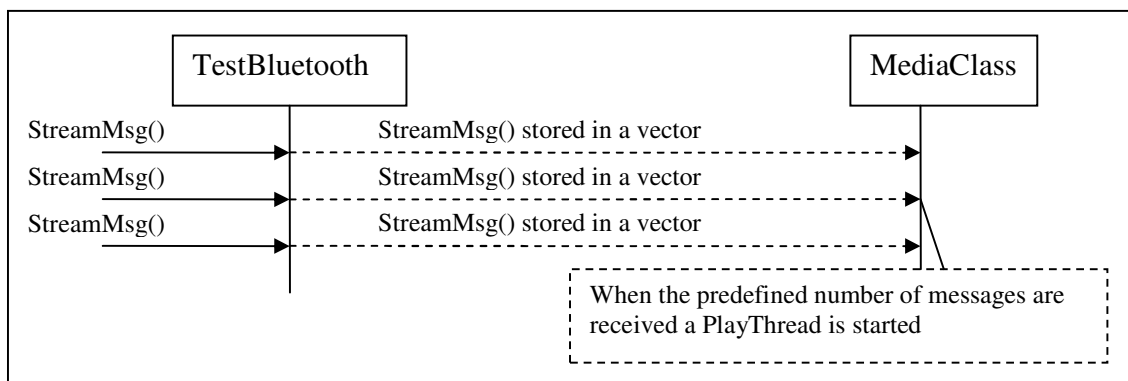 TestBluetooth
MediaClass
StreamMsg()
StreamMsg() stored in a vector
StreamMsg()
StreamMsg() stored in a vector
StreamMsg()
StreamMsg() stored in a vector
When the predefined number of messages are
received a PlayThread is started